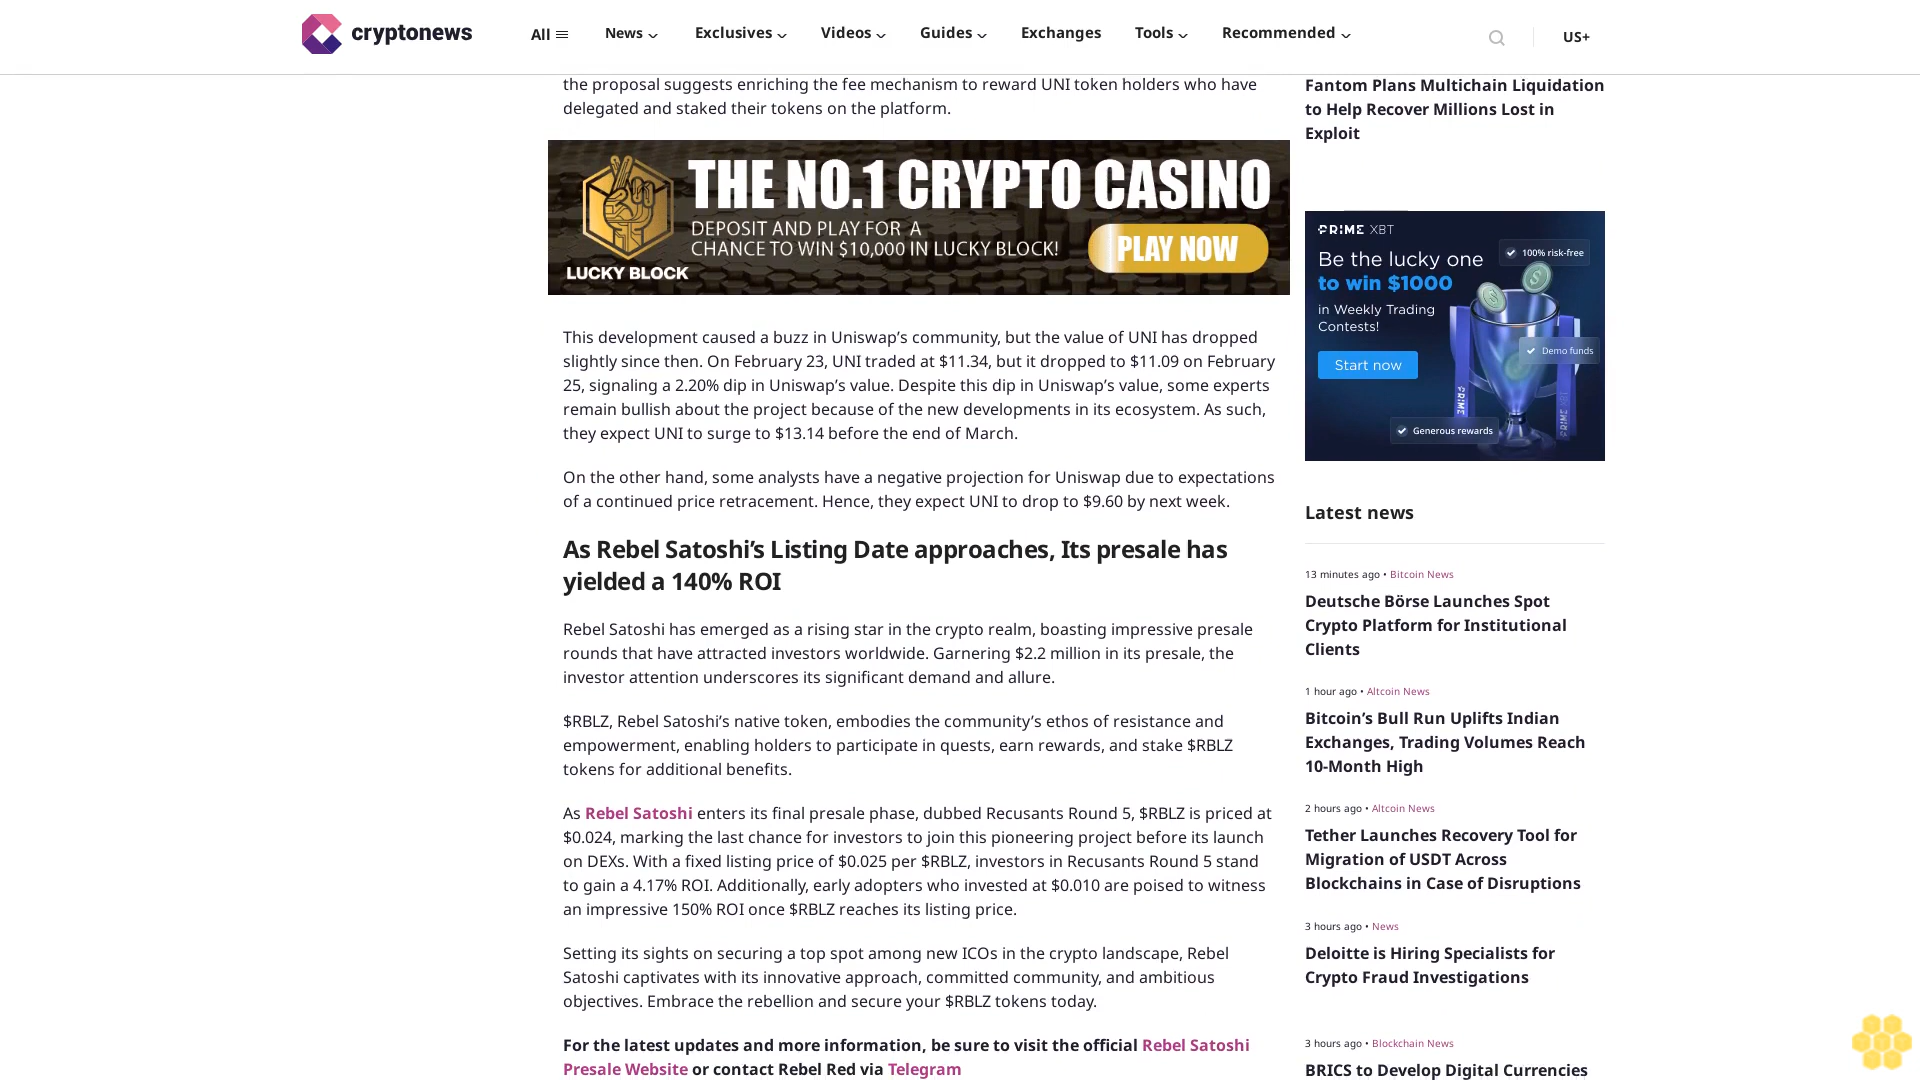 cryptonews
All
News
Exclusives
Videos
Guides
Exchanges
Tools
Recommended
US+
the proposal suggests enriching the fee mechanism to reward UNI token holders who have
delegated and staked their tokens on the platform.
THE NO.1 CRYPTO CASINO
DEPOSIT AND PLAY FOR A
CHANCE TO WIN $10,000 IN LUCKY BLOCK!
PLAY NOW
LUCKY BLOCK
This development caused a buzz in Uniswap’s community, but the value of UNI has dropped
slightly since then. On February 23, UNI traded at $11.34, but it dropped to $11.09 on February
25, signaling a 2.20% dip in Uniswap’s value. Despite this dip in Uniswap’s value, some experts
remain bullish about the project because of the new developments in its ecosystem. As such,
they expect UNI to surge to $13.14 before the end of March.
On the other hand, some analysts have a negative projection for Uniswap due to expectations
of a continued price retracement. Hence, they expect UNI to drop to $9.60 by next week.
As Rebel Satoshi’s Listing Date approaches, Its presale has
yielded a 140% ROI
Rebel Satoshi has emerged as a rising star in the crypto realm, boasting impressive presale
rounds that have attracted investors worldwide. Garnering $2.2 million in its presale, the
investor attention underscores its significant demand and allure.
$RBLZ, Rebel Satoshi’s native token, embodies the community’s ethos of resistance and
empowerment, enabling holders to participate in quests, earn rewards, and stake $RBLZ
tokens for additional benefits.
As Rebel Satoshi enters its final presale phase, dubbed Recusants Round 5, $RBLZ is priced at
$0.024, marking the last chance for investors to join this pioneering project before its launch
on DEXs. With a fixed listing price of $0.025 per $RBLZ, investors in Recusants Round 5 stand
to gain a 4.17% ROI. Additionally, early adopters who invested at $0.010 are poised to witness
an impressive 150% ROI once $RBLZ reaches its listing price.
Setting its sights on securing a top spot among new ICOs in the crypto landscape, Rebel
Satoshi captivates with its innovative approach, committed community, and ambitious
objectives. Embrace the rebellion and secure your $RBLZ tokens today.
For the latest updates and more information, be sure to visit the official Rebel Satoshi
Presale Website or contact Rebel Red via Telegram
Fantom Plans Multichain Liquidation
to Help Recover Millions Lost in
Exploit
PRIME XBT
100% risk-free
Be the lucky one
to win $1000
in Weekly Trading
Contests!
Demo funds
Start now
PRIME
PRIME XBT
Generous rewards
Latest news
13 minutes ago • Bitcoin News
Deutsche Börse Launches Spot
Crypto Platform for Institutional
Clients
1 hour ago • Altcoin News
Bitcoin’s Bull Run Uplifts Indian
Exchanges, Trading Volumes Reach
10-Month High
2 hours ago • Altcoin News
Tether Launches Recovery Tool for
Migration of USDT Across
Blockchains in Case of Disruptions
3 hours ago • News
Deloitte is Hiring Specialists for
Crypto Fraud Investigations
3 hours ago • Blockchain News
BRICS to Develop Digital Currencies